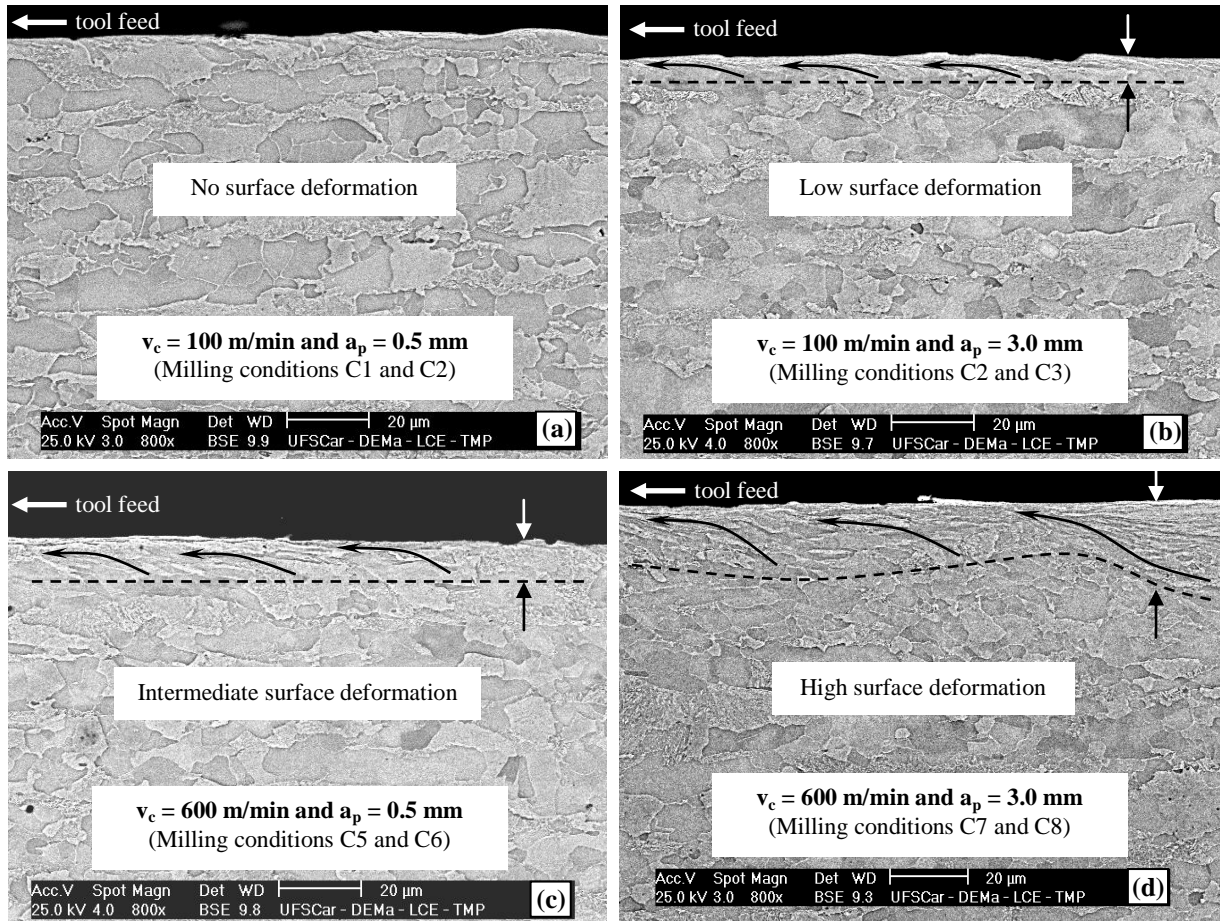 tool feed
No surface deformation
v_c = 100 m/min and a_p = 0.5 mm
(Milling conditions C1 and C2)
Acc.V Spot Magn Det WD 20 µm
25.0 kV 3.0 800x BSE 9.9 UFSCar - DEMa - LCE - TMP
(a)
tool feed
Low surface deformation
v_c = 100 m/min and a_p = 3.0 mm
(Milling conditions C2 and C3)
Acc.V Spot Magn Det WD 20 µm
25.0 kV 4.0 800x BSE 9.7 UFSCar - DEMa - LCE - TMP
(b)
tool feed
Intermediate surface deformation
v_c = 600 m/min and a_p = 0.5 mm
(Milling conditions C5 and C6)
Acc.V Spot Magn Det WD 20 µm
25.0 kV 4.0 800x BSE 9.8 UFSCar - DEMa - LCE - TMP
(c)
tool feed
High surface deformation
v_c = 600 m/min and a_p = 3.0 mm
(Milling conditions C7 and C8)
Acc.V Spot Magn Det WD 20 µm
25.0 kV 3.0 800x BSE 9.3 UFSCar - DEMa - LCE - TMP
(d)